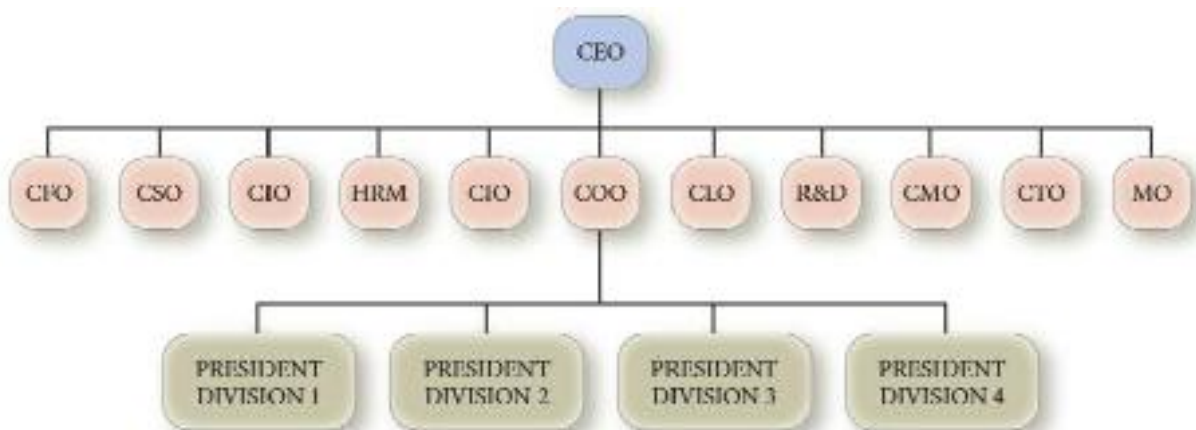 CEO
CFO CSO CIO HRM CIO COO CLO R&D CMO CTO MO
PRESIDENT DIVISION 1
PRESIDENT DIVISION 2
PRESIDENT DIVISION 3
PRESIDENT DIVISION 4